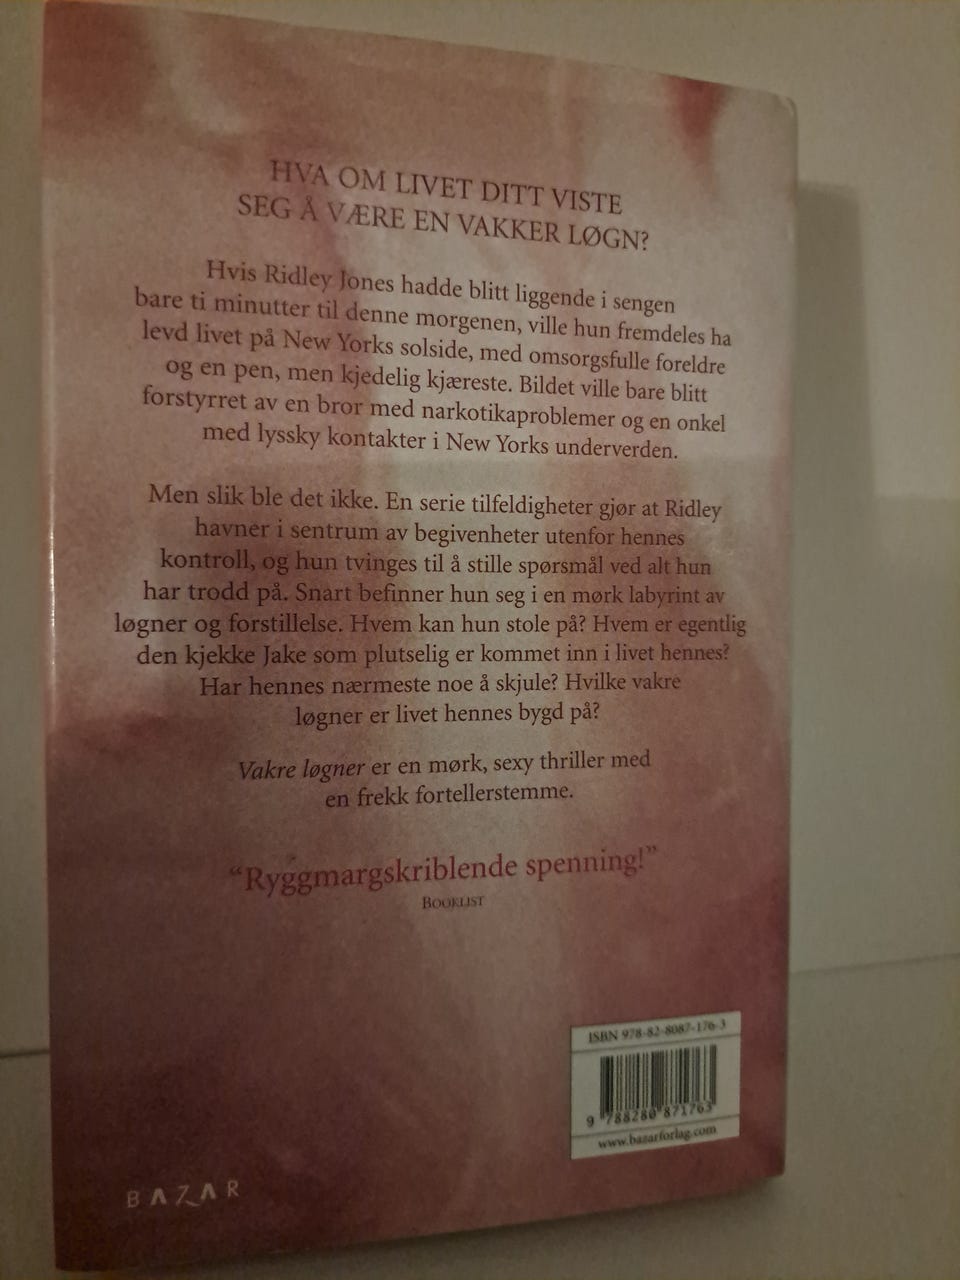 HVA OM LIVET DITT VISTE
SEG Å VÆRE EN VAKKER LØGN?
Hvis Ridley Jones hadde blitt liggende i sengen
bare ti minutter til denne morgenen, ville hun fremdeles ha
levd livet på New Yorks solside, med omsorgsfulle foreldre
og en pen, men kjedelig kjæreste. Bildet ville bare blitt
forstyrret av en bror med narkotikaproblemer og en onkel
med lyssky kontakter i New Yorks underverden.
Men slik ble det ikke. En serie tilfeldigheter gjør at Ridley
havner i sentrum av begivenheter utenfor hennes
kontroll, og hun tvinges til å stille spørsmål ved alt hun
har trodd på. Snart befinner hun seg i en mørk labyrint av
løgner og forstillelse. Hvem kan hun stole på? Hvem er egentlig
den kjekke Jake som plutselig er kommet inn i livet hennes?
Har hennes nærmeste noe å skjule? Hvilke vakre
løgner er livet hennes bygd på?
Vakre løgner er en mørk, sexy thriller med
en frekk fortellerstemme.
“Ryggmargskriblende spenning!”
BOOKLIST
ISBN 978-82-8087-176-3
9 788280 871763
www.bazarforlag.com
BAZAR